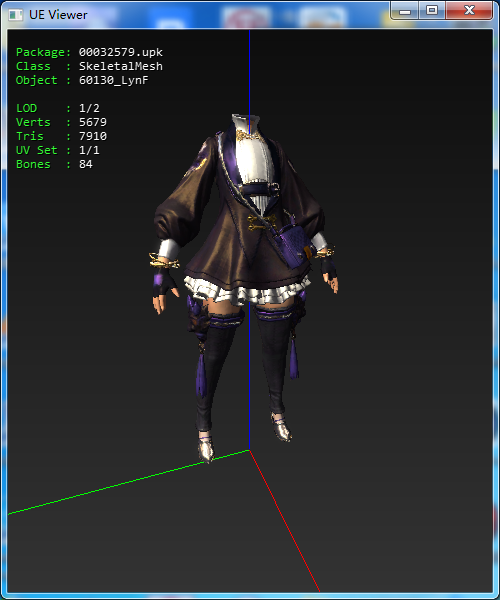 UE Viewer
Package: 00032579.upk
Class : SkeletalMesh
Object : 60130_LynF
LOD : 1/2
Verts : 5679
Tris : 7910
UV Set : 1/1
Bones : 84